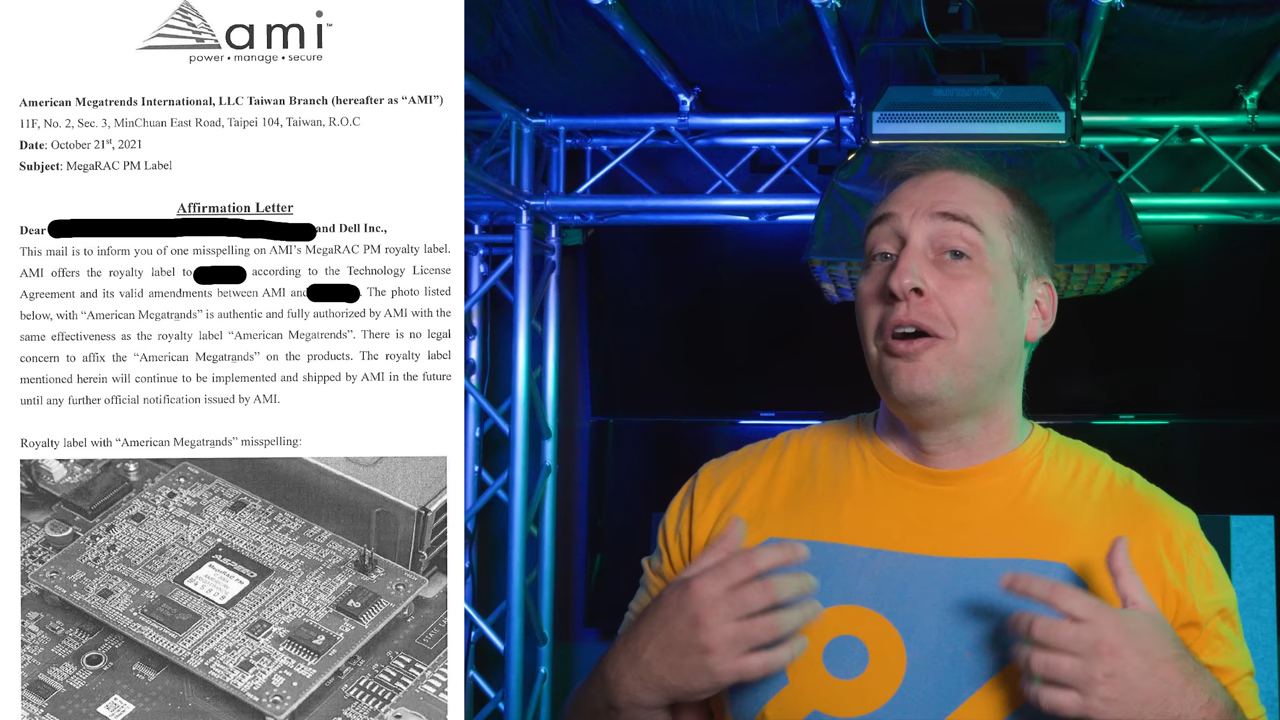 ami™
power • manage • secure
American Megatrends International, LLC Taiwan Branch (hereafter as “AMI”)
11F, No. 2, Sec. 3, MinChuan East Road, Taipei 104, Taiwan, R.O.C
Date: October 21st, 2021
Subject: MegaRAC PM Label
Affirmation Letter
Dear and Dell Inc.,
This mail is to inform you of one misspelling on AMI’s MegaRAC PM royalty label.
AMI offers the royalty label to according to the Technology License
Agreement and its valid amendments between AMI and . The photo listed
below, with “American Megatrands” is authentic and fully authorized by AMI with the
same effectiveness as the royalty label “American Megatrends”. There is no legal
concern to affix the “American Megatrands” on the products. The royalty label
mentioned herein will continue to be implemented and shipped by AMI in the future
until any further official notification issued by AMI.
Royalty label with “American Megatrands” misspelling:
MegaRAC PM